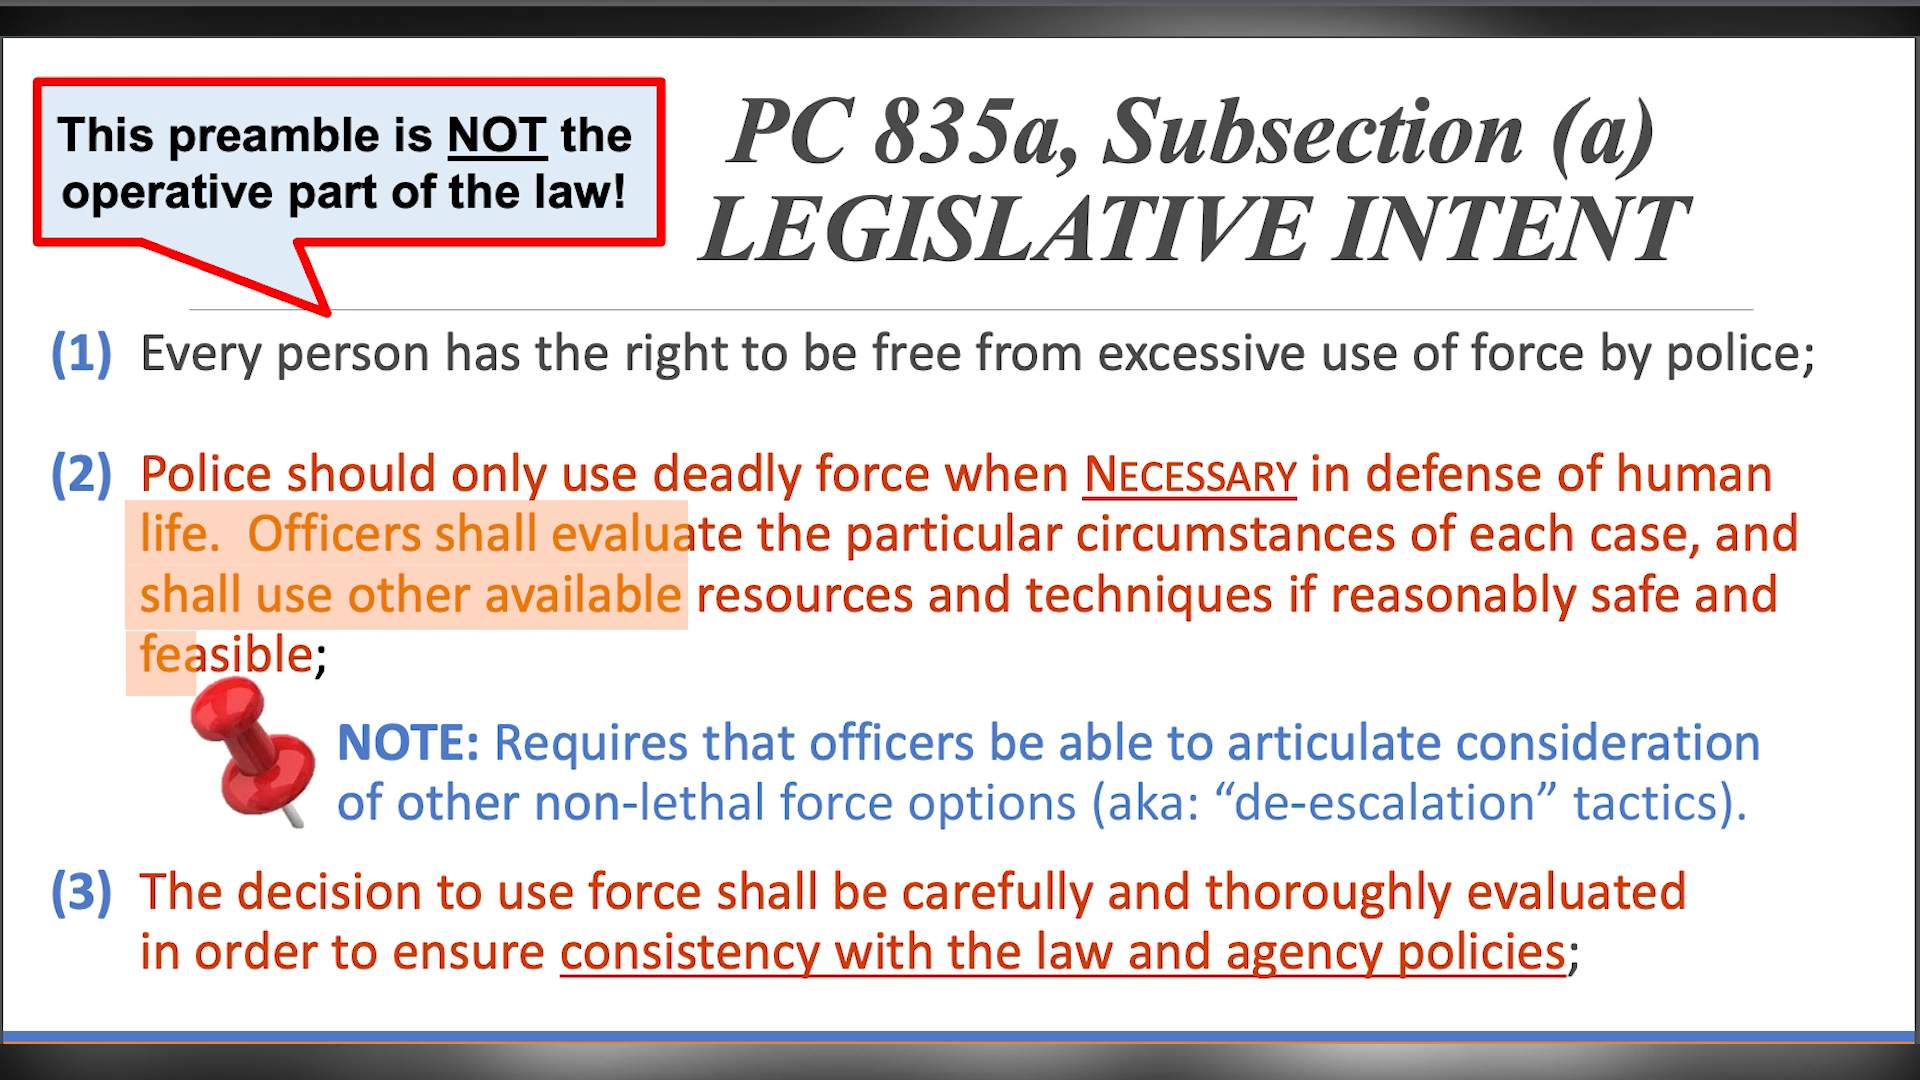 This preamble is NOT the
operative part of the law!
PC 835a, Subsection (a)
LEGISLATIVE INTENT
(1) Every person has the right to be free from excessive use of force by police;
(2) Police should only use deadly force when NECESSARY in defense of human
life. Officers shall evaluate the particular circumstances of each case, and
shall use other available resources and techniques if reasonably safe and
feasible;
NOTE: Requires that officers be able to articulate consideration
of other non-lethal force options (aka: “de-escalation” tactics).
(3) The decision to use force shall be carefully and thoroughly evaluated
in order to ensure consistency with the law and agency policies;